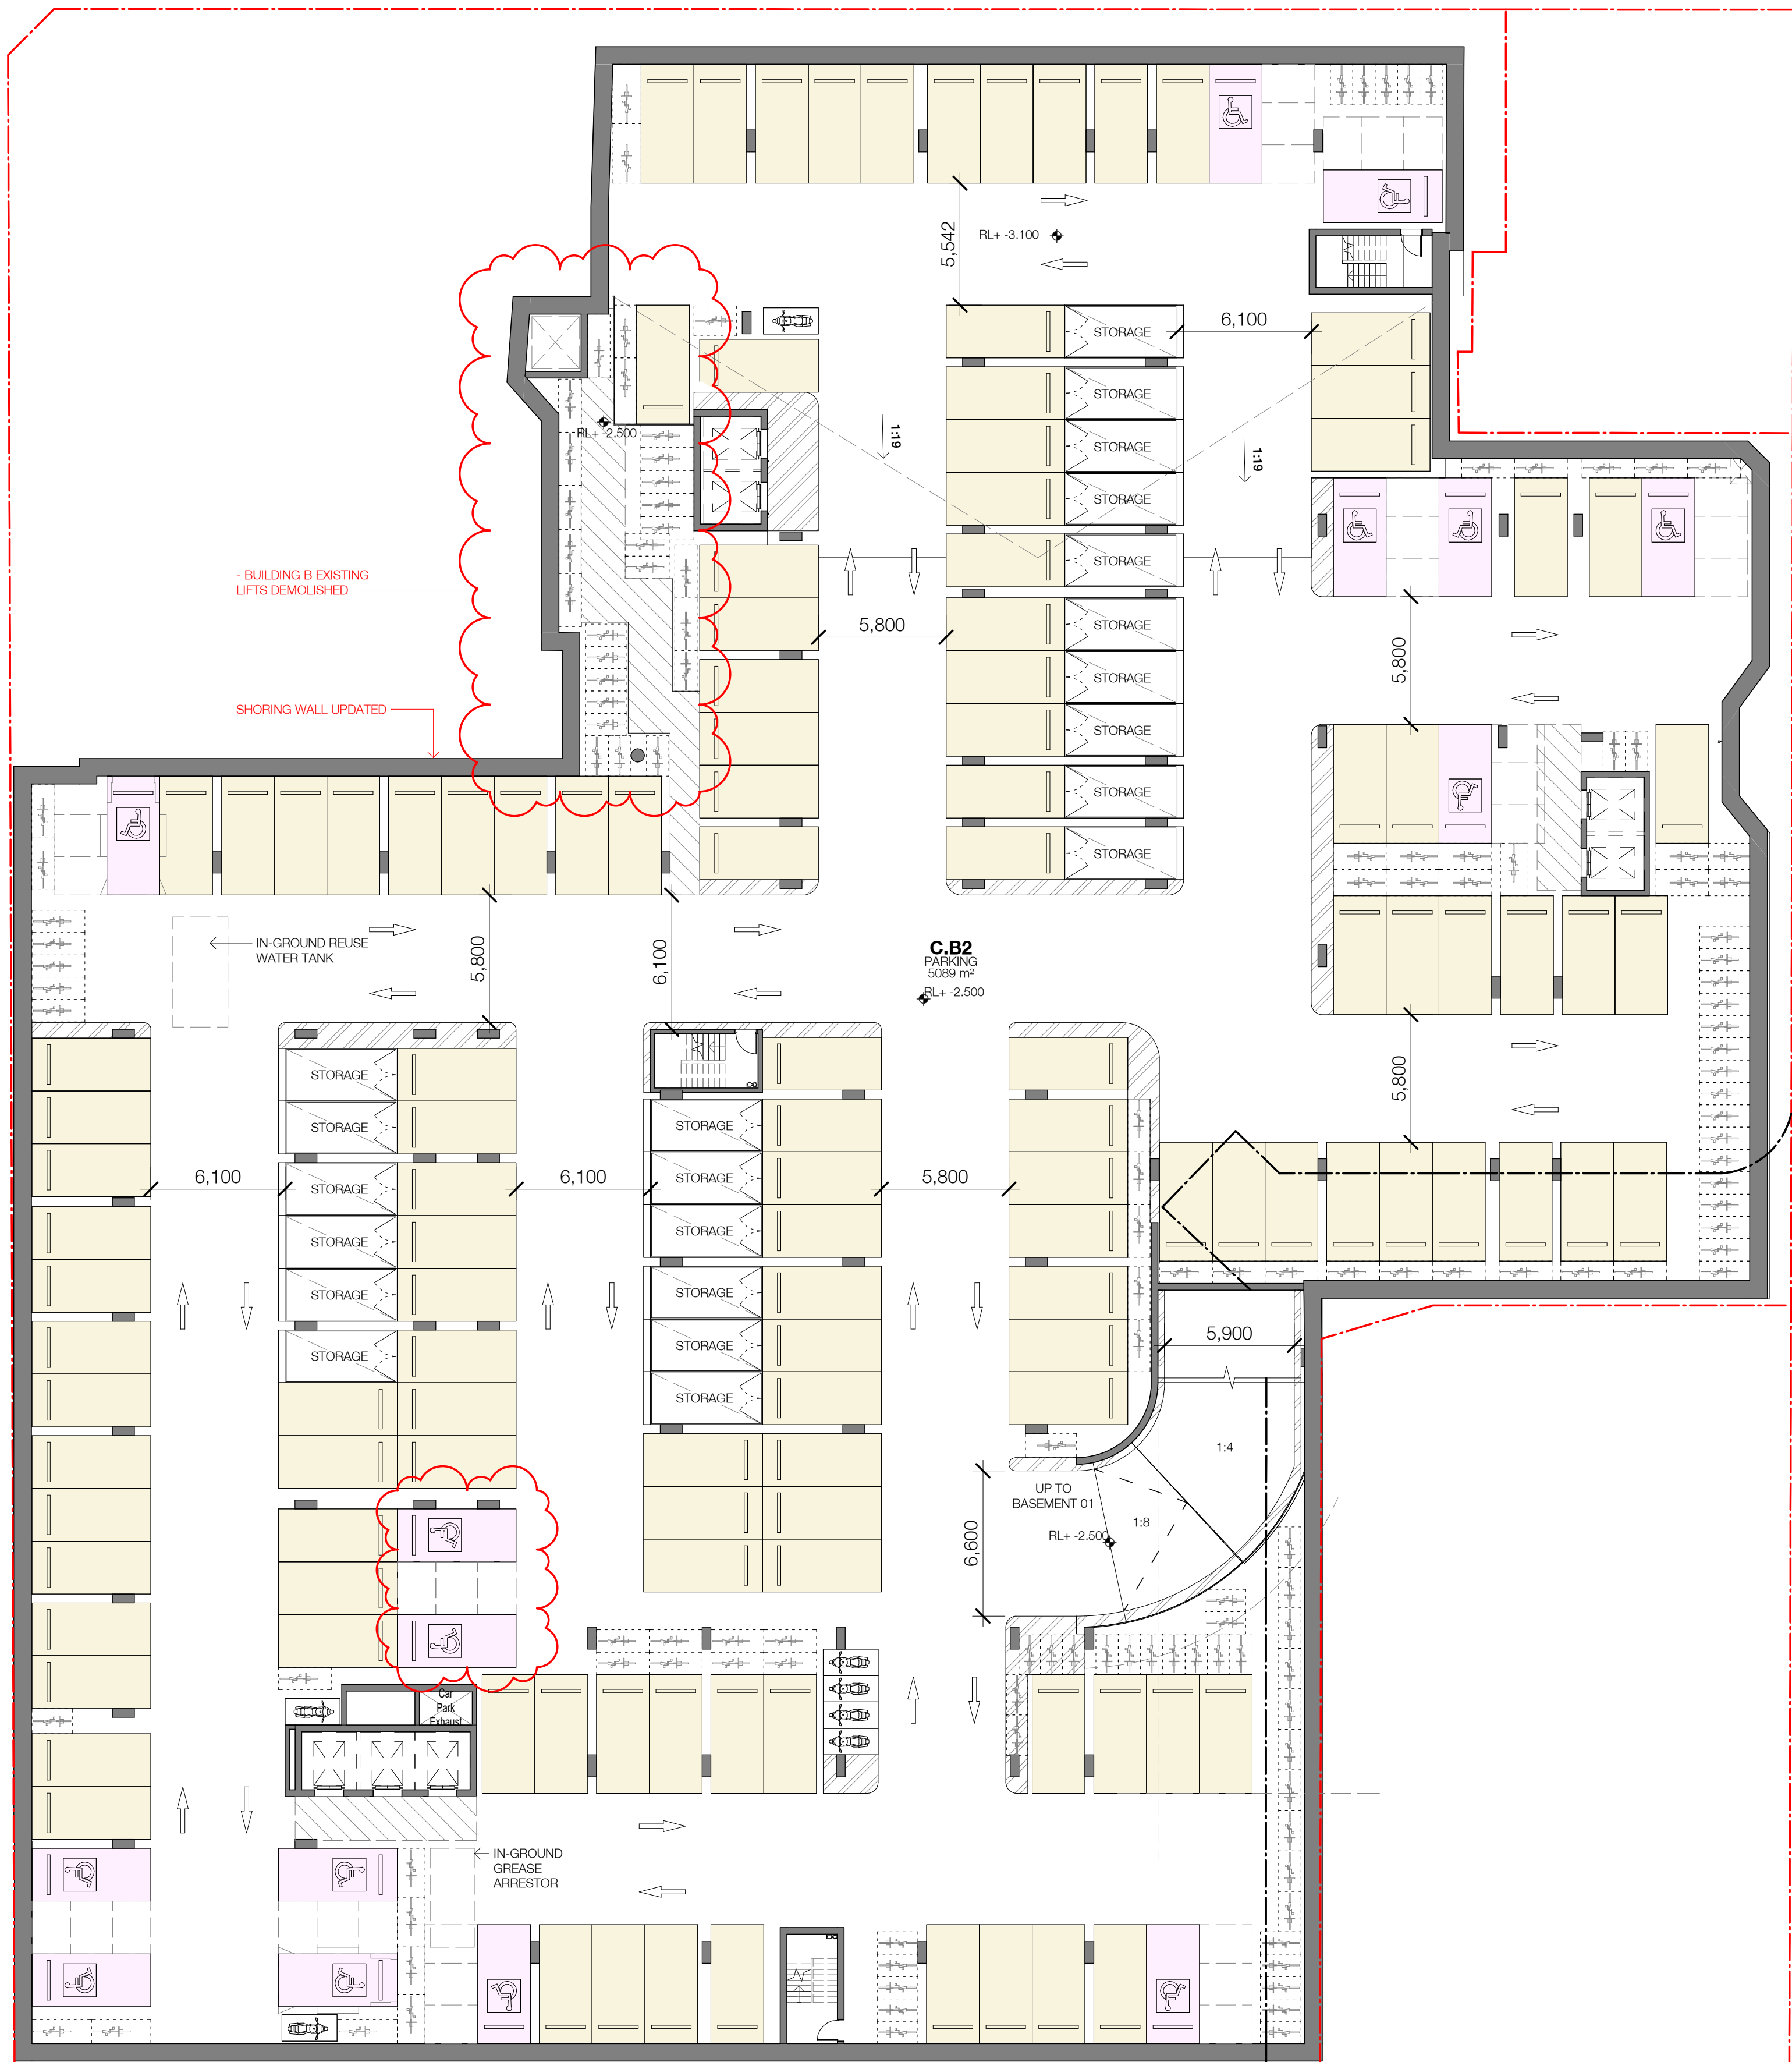 5,542
RL+ -3.100
STORAGE
6,100
STORAGE
RL+ -2.500
1:19
STORAGE
1:19
STORAGE
STORAGE
- BUILDING B EXISTING
LIFTS DEMOLISHED
5,800
STORAGE
5,800
STORAGE
SHORING WALL UPDATED
STORAGE
STORAGE
STORAGE
IN-GROUND REUSE
WATER TANK
5,800
6,100
C.B2
PARKING
5089 m²
RL+ -2.500
STORAGE
5,800
STORAGE
STORAGE
6,100
STORAGE
6,100
STORAGE
5,800
STORAGE
STORAGE
STORAGE
STORAGE
STORAGE
STORAGE
5,900
STORAGE
1:4
UP TO
BASEMENT 01
1:8
RL+ -2.500
6,600
Car
Park
Exhaust
IN-GROUND
GREASE
ARRESTOR